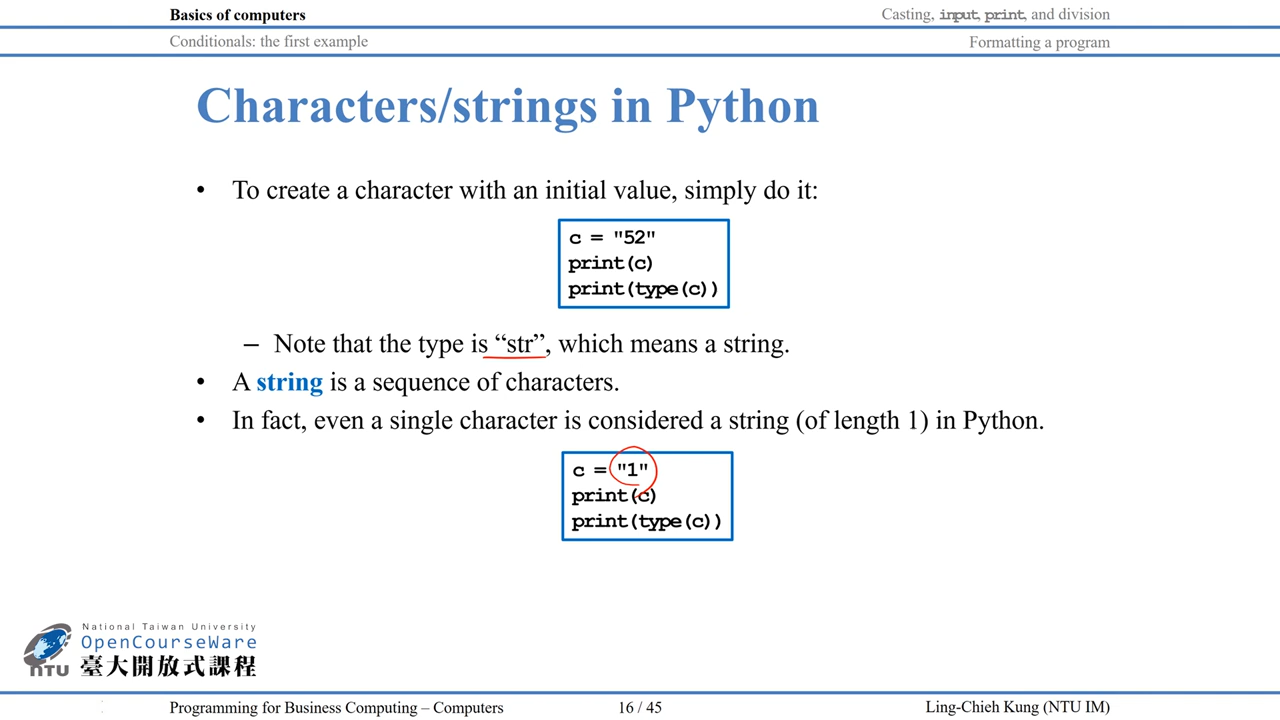 Basics of computers
Casting, input, print, and division
Conditionals: the first example
Formatting a program
Characters/strings in Python
• To create a character with an initial value, simply do it:
c = "52"
print(c)
print(type(c))
– Note that the type is “str”, which means a string.
• A string is a sequence of characters.
• In fact, even a single character is considered a string (of length 1) in Python.
c = "1"
print(c)
print(type(c))
National Taiwan University
OpenCourseWare
NTU 臺大開放式課程
Programming for Business Computing – Computers
16 / 45
Ling-Chieh Kung (NTU IM)